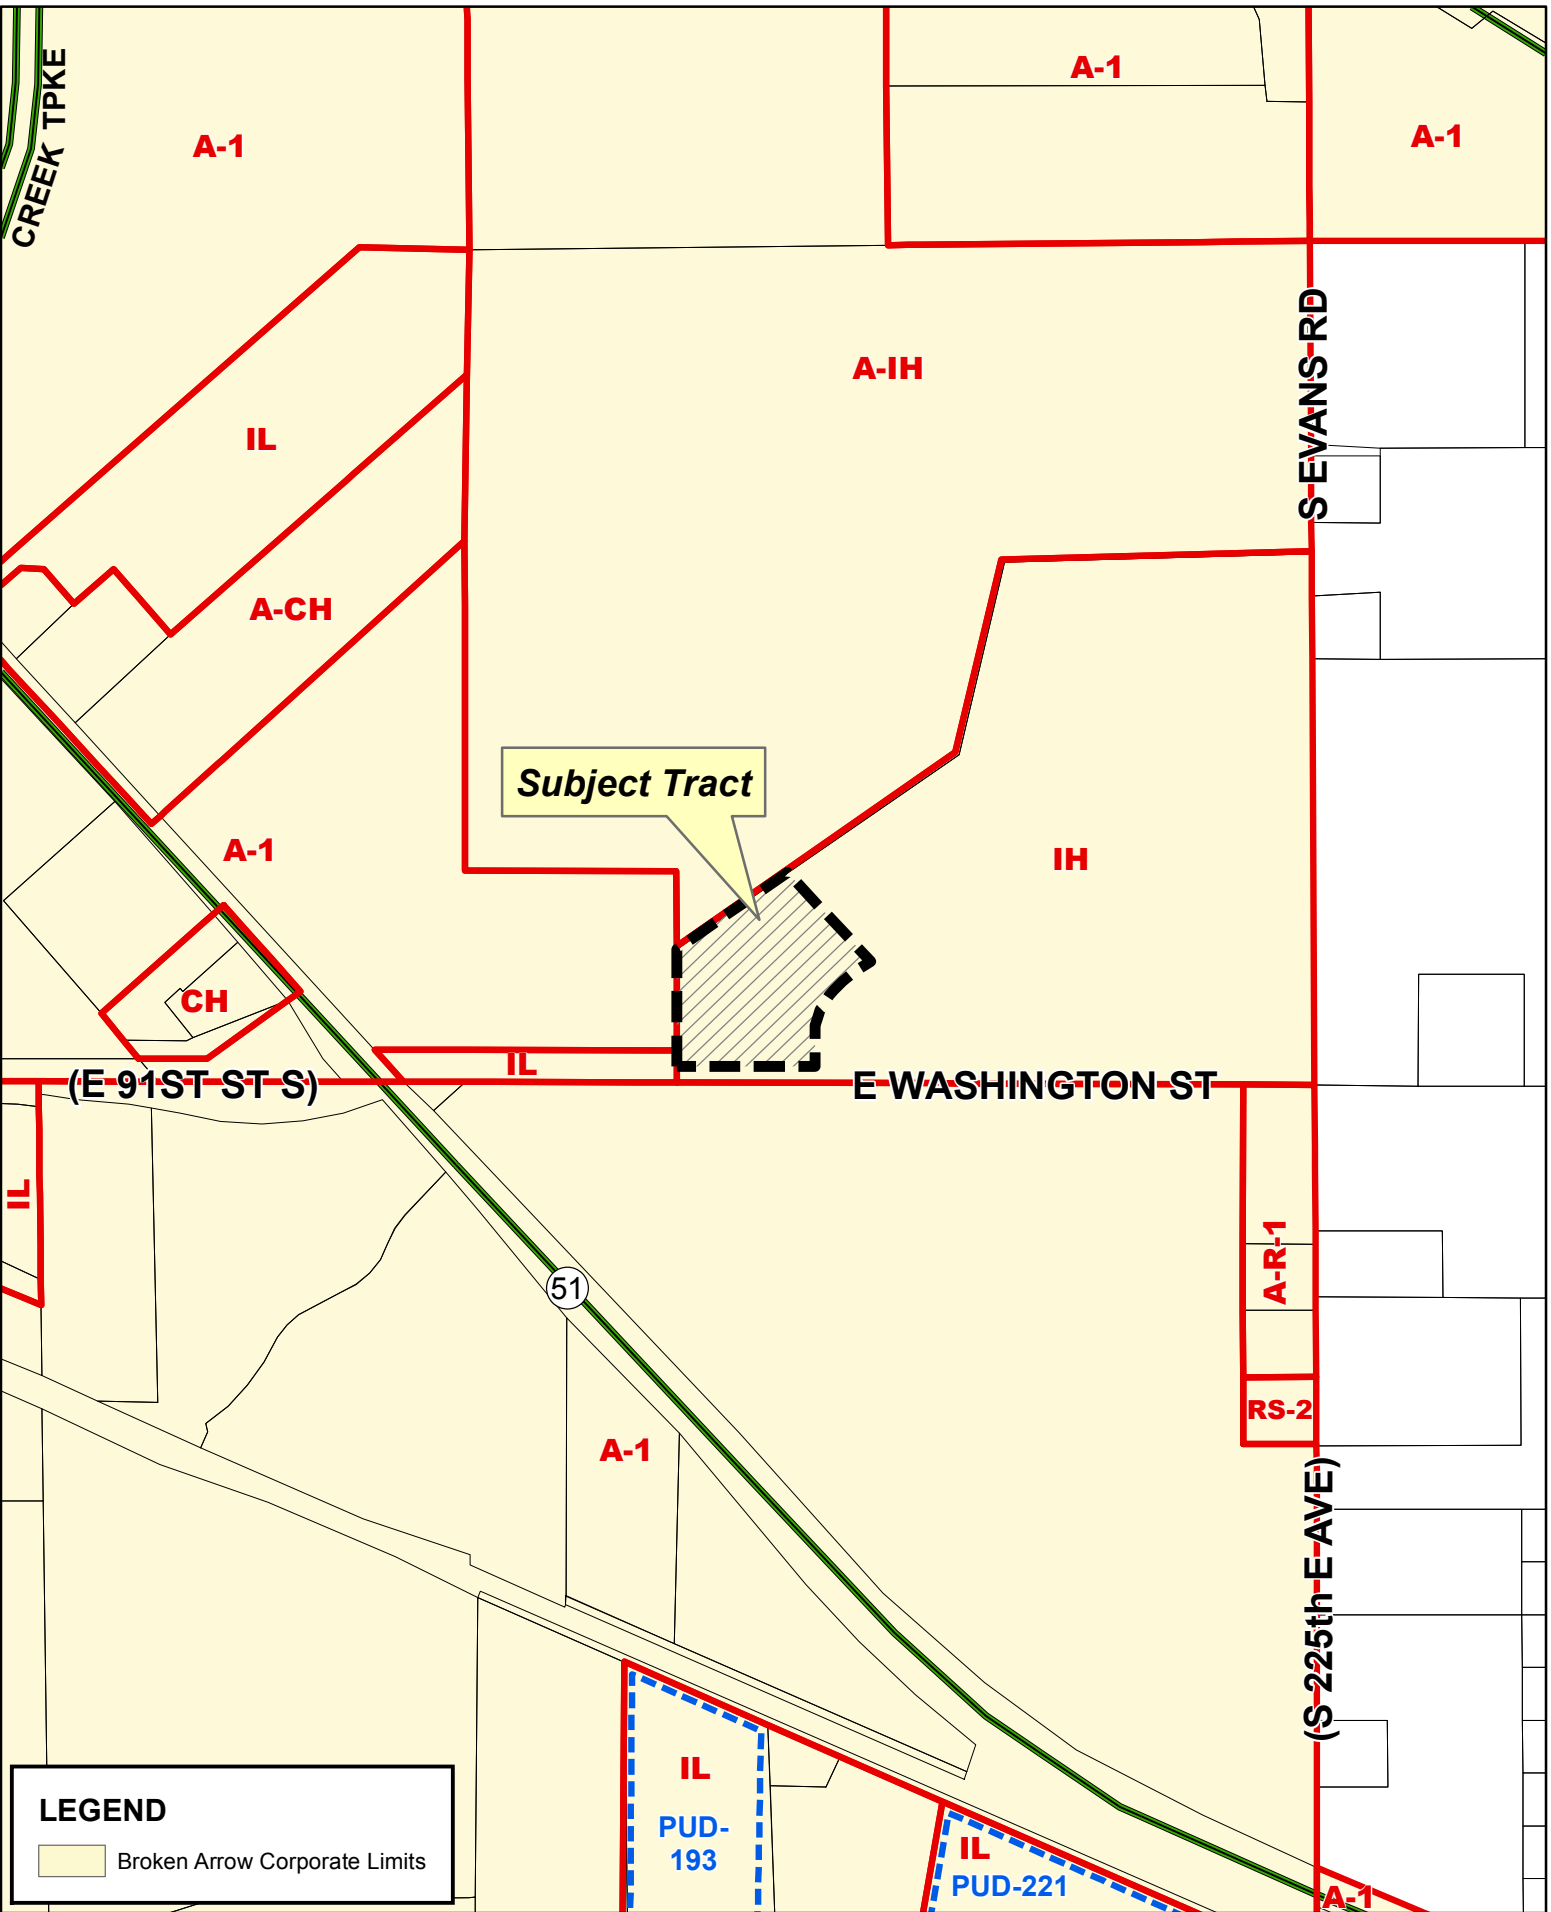 CREEK TPKE
A-1
A-1
A-1
S EVANS RD
A-IH
IL
A-CH
Subject Tract
A-1
IH
CH
IL
(E 91ST ST S)
E WASHINGTON ST
IL
A-R-1
51
RS-2
A-1
(S 225th E AVE)
IL
PUD-
193
IL
PUD-221
A-1
LEGEND
Broken Arrow Corporate Limits